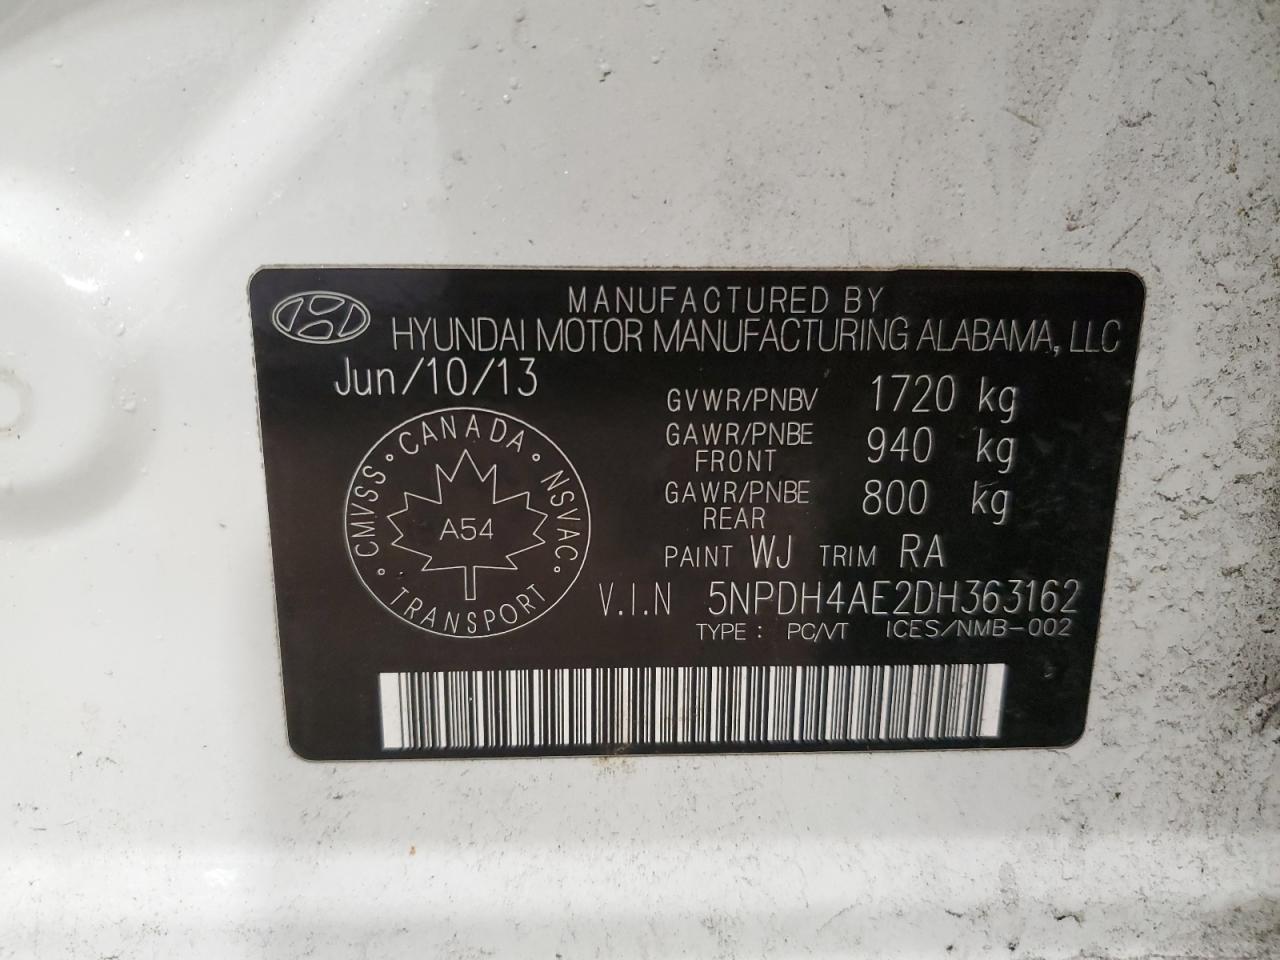 MANUFACTURED BY
HYUNDAI MOTOR MANUFACTURING ALABAMA, LLC
Jun/10/13
GVWR/PNBV 1720 kg
GAWR/PNBE FRONT 940 kg
GAWR/PNBE REAR 800 kg
PAINT WJ TRIM RA
CANADA • NSVAC • TRANSPORT • CMVSS •
A54
V.I.N 5NPDH4AE2DH363162
TYPE : PC/VT ICES/NMB-002